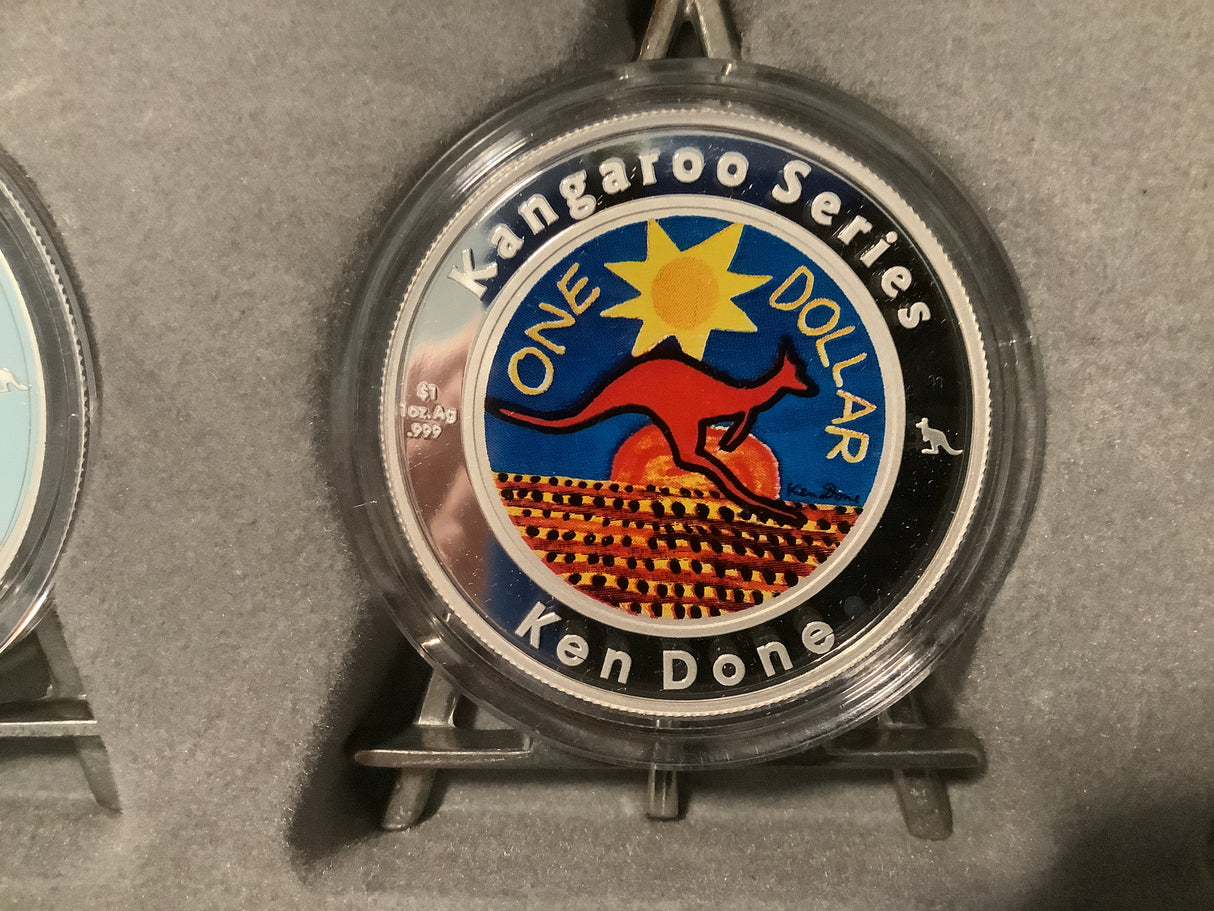 Kangaroo Series
ONE DOLLAR
$1
1oz.Ag
.999
Ken Done
Ken Done